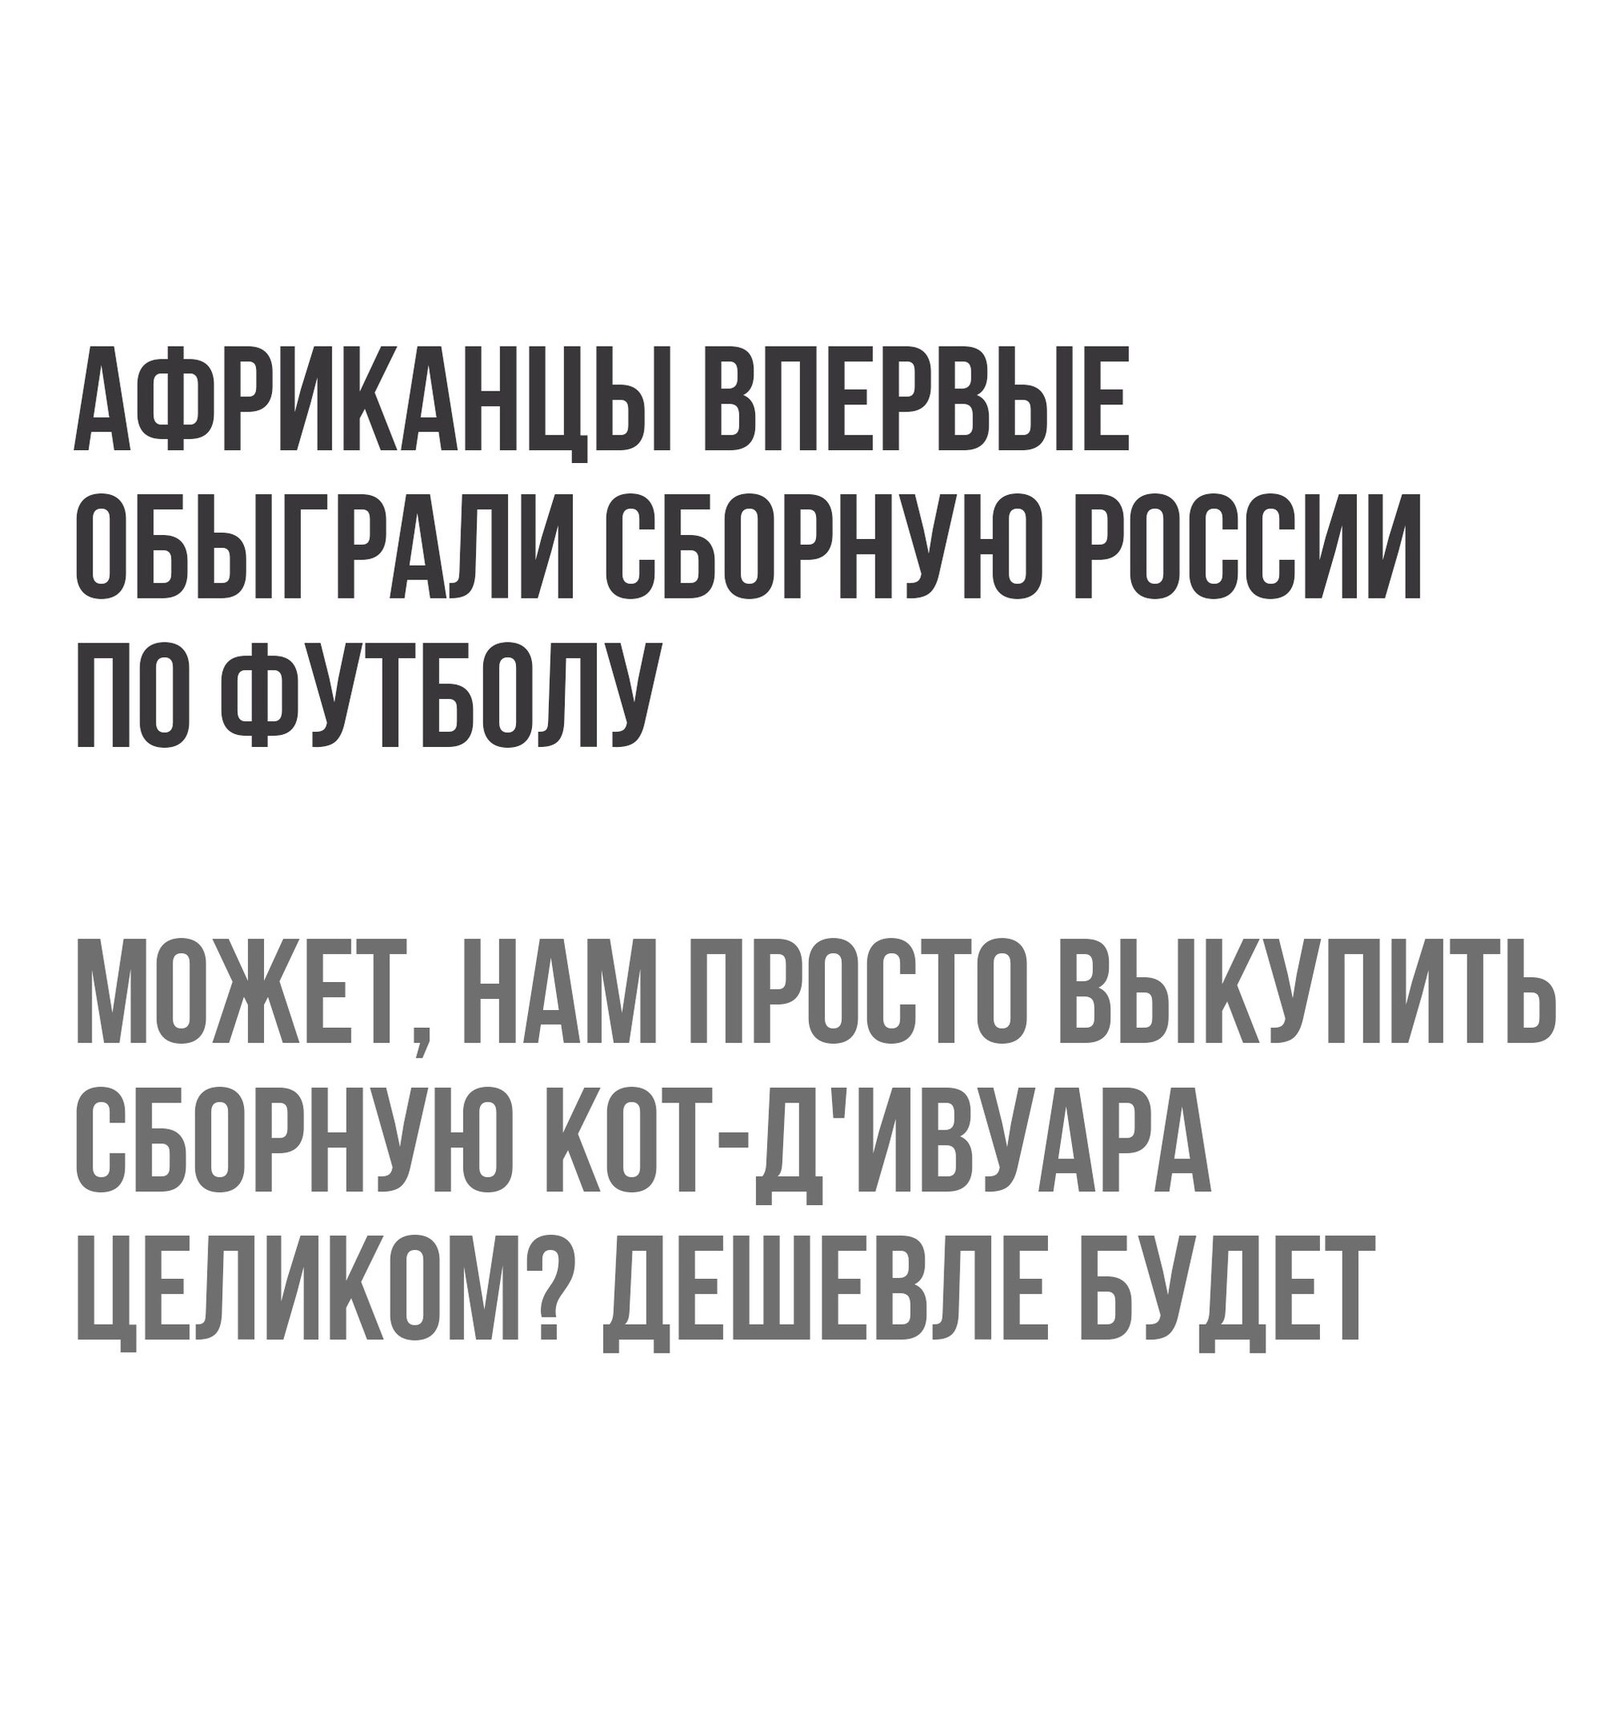 АФРИКАНЦЫ ВПЕРВЫЕ
ОБЫГРАЛИ СБОРНУЮ РОССИИ
ПО ФУТБОЛУ
МОЖЕТ, НАМ ПРОСТО ВЫКУПИТЬ
СБОРНУЮ КОТ-Д'ИВУАРА
ЦЕЛИКОМ? ДЕШЕВЛЕ БУДЕТ